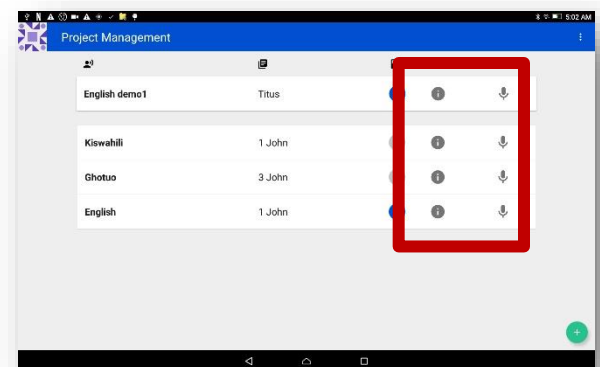 5:02 AM
Project Management
English demo1 Titus
Kiswahili 1 John
Ghotuo 3 John
English 1 John